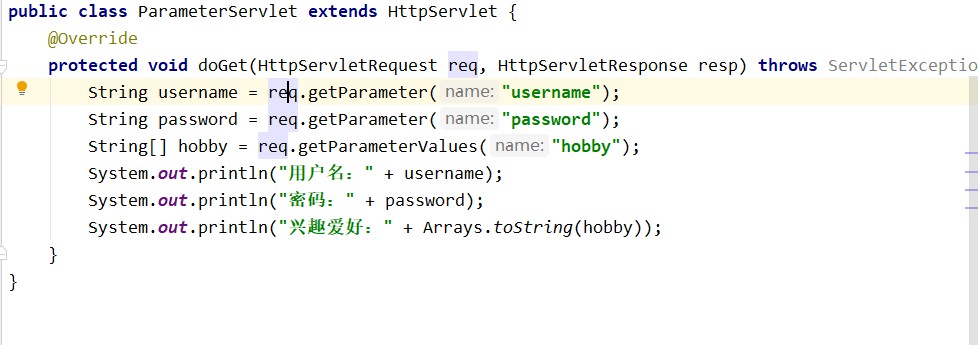 public class ParameterServlet extends HttpServlet {
@Override
protected void doGet(HttpServletRequest req, HttpServletResponse resp) throws ServletExceptio
String username = req.getParameter( name: "username");
String password = req.getParameter( name: "password");
String[] hobby = req.getParameterValues( name: "hobby");
System.out.println("用户名：" + username);
System.out.println("密码：" + password);
System.out.println("兴趣爱好：" + Arrays.toString(hobby));
}
}